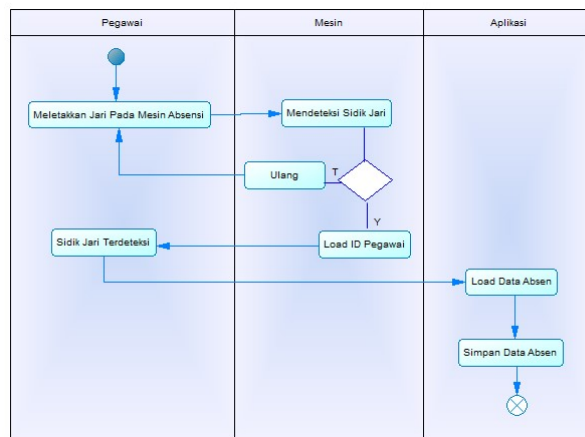 Pegawai
Mesin
Aplikasi
Meletakkan Jari Pada Mesin Absensi
Mendeteksi Sidik Jari
Ulang
T
Y
Sidik Jari Terdeteksi
Load ID Pegawai
Load Data Absen
Simpan Data Absen